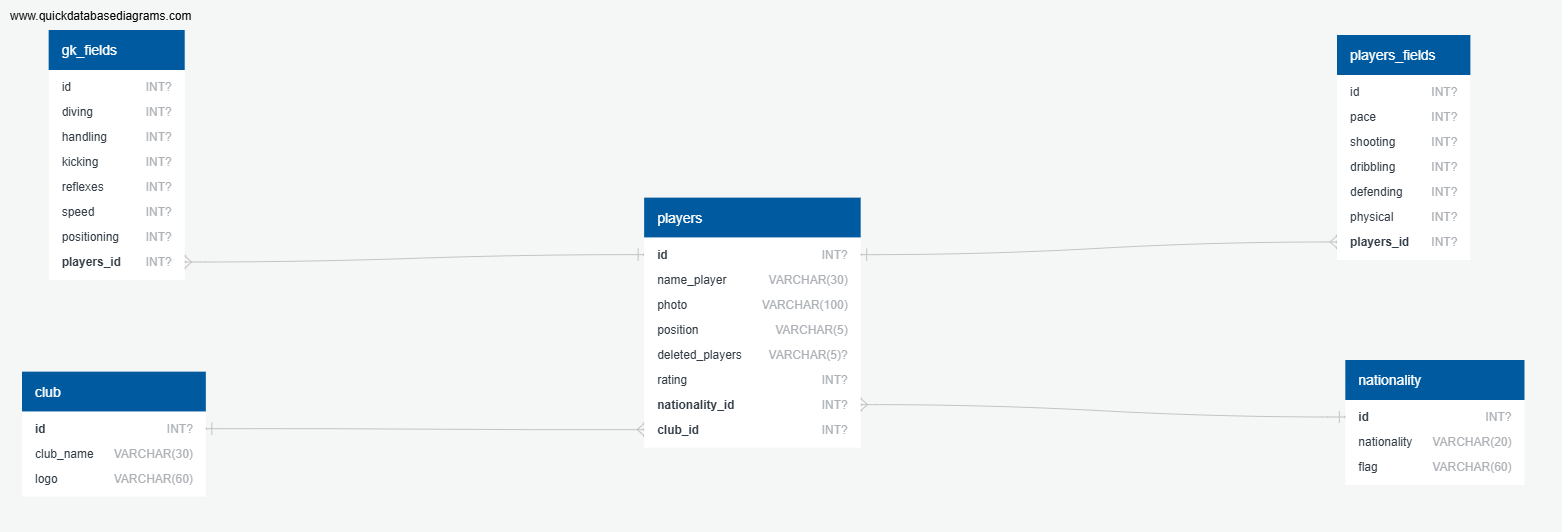 www.quickdatabasediagrams.com
gk_fields
id INT?
diving INT?
handling INT?
kicking INT?
reflexes INT?
speed INT?
positioning INT?
players_id INT?
players_fields
id INT?
pace INT?
shooting INT?
dribbling INT?
defending INT?
physical INT?
players_id INT?
players
id INT?
name_player VARCHAR(30)
photo VARCHAR(100)
position VARCHAR(5)
deleted_players VARCHAR(5)?
rating INT?
nationality_id INT?
club_id INT?
club
id INT?
club_name VARCHAR(30)
logo VARCHAR(60)
nationality
id INT?
nationality VARCHAR(20)
flag VARCHAR(60)